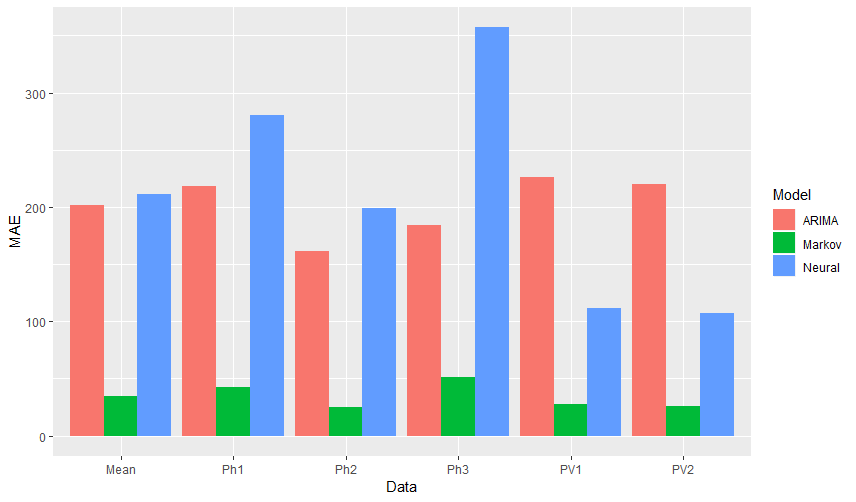 MAE
300
200
100
0
Mean Ph1 Ph2 Ph3 PV1 PV2
Data
Model
ARIMA
Markov
Neural